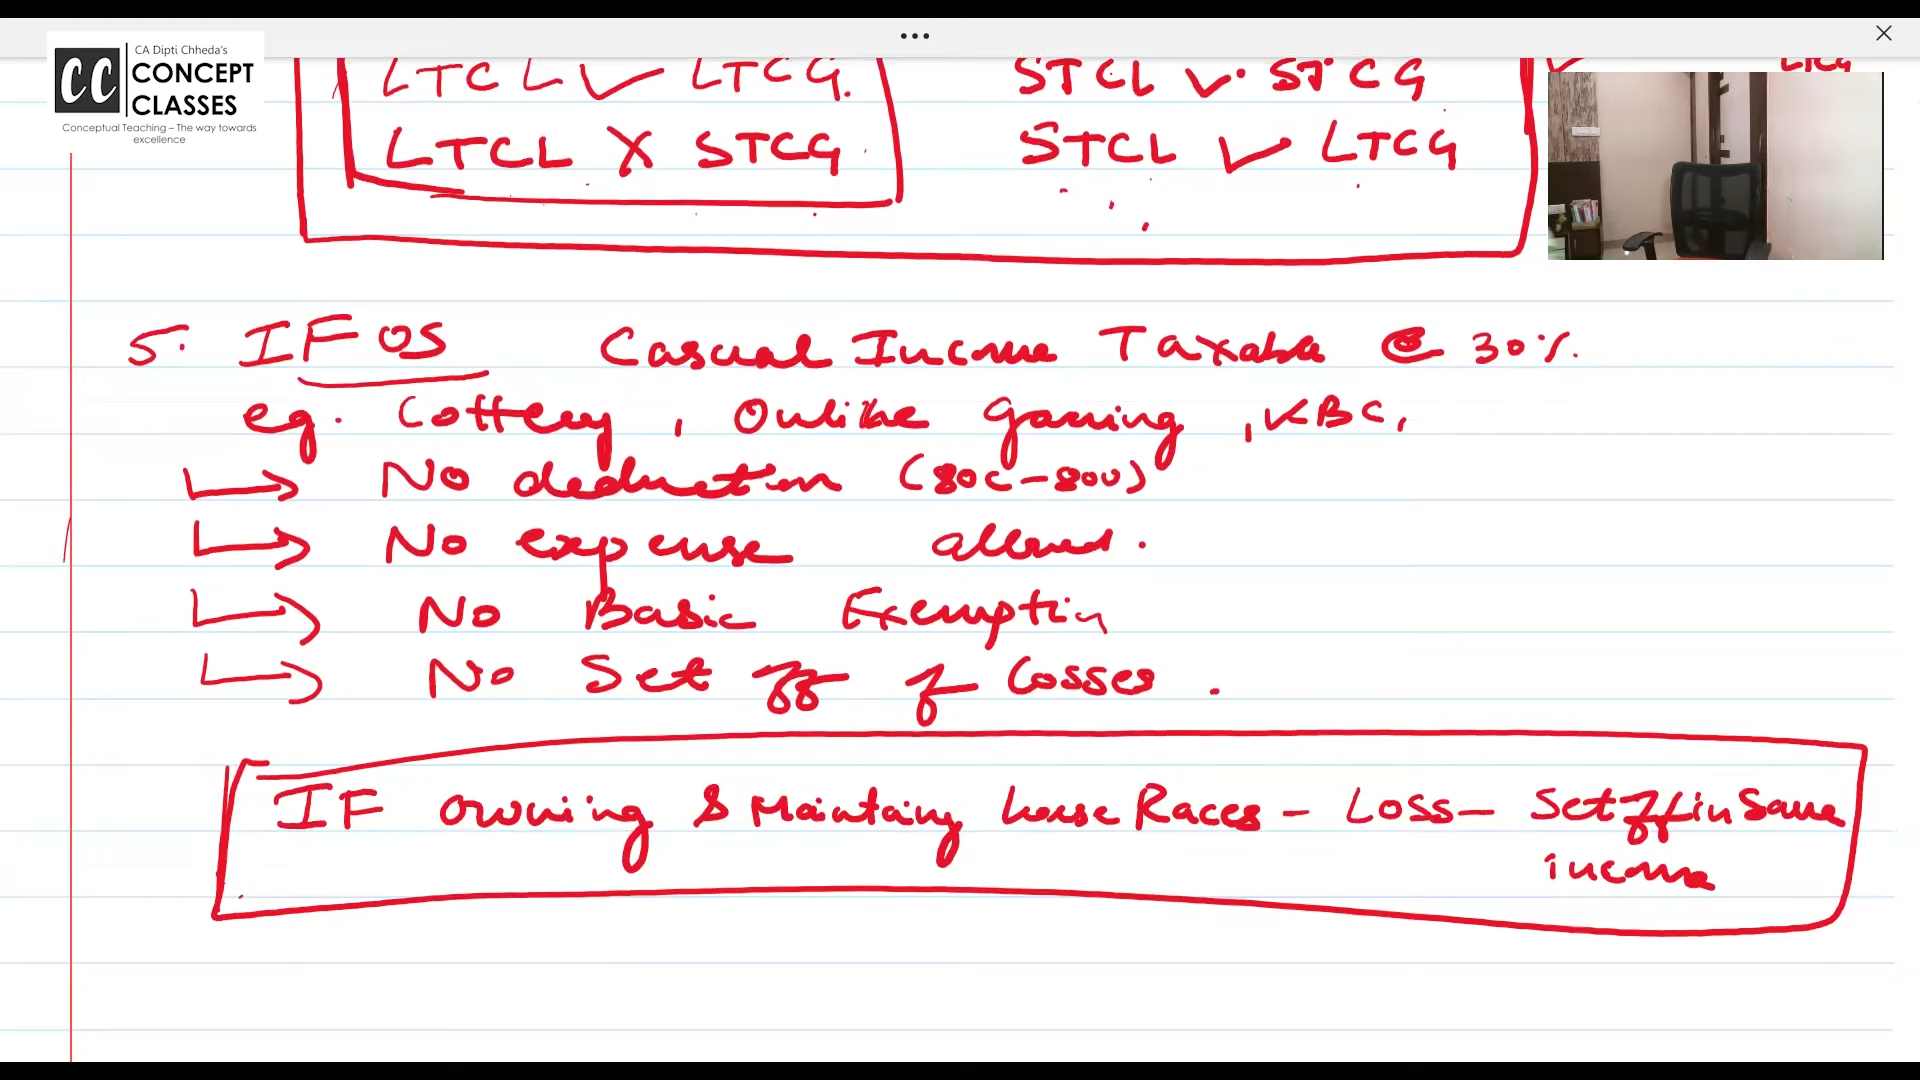 CA Dipti Chheda's
CC CONCEPT
CLASSES
Conceptual Teaching – The way towards
excellence
LTCL ✓ LTCG. STCL ✓ STCG LTCG
LTCL X STCG STCL ✓ LTCG
5. IFOS Casual Income Taxable @ 30%.
eg. Lottery, Online gaming, KBC,
↳ No deduction (80C-80U)
↳ No expense allowed.
↳ No Basic Exemption
↳ No Set off of Losses.
IF owning & Maintaing horse Races - Loss - Set off in Same
income